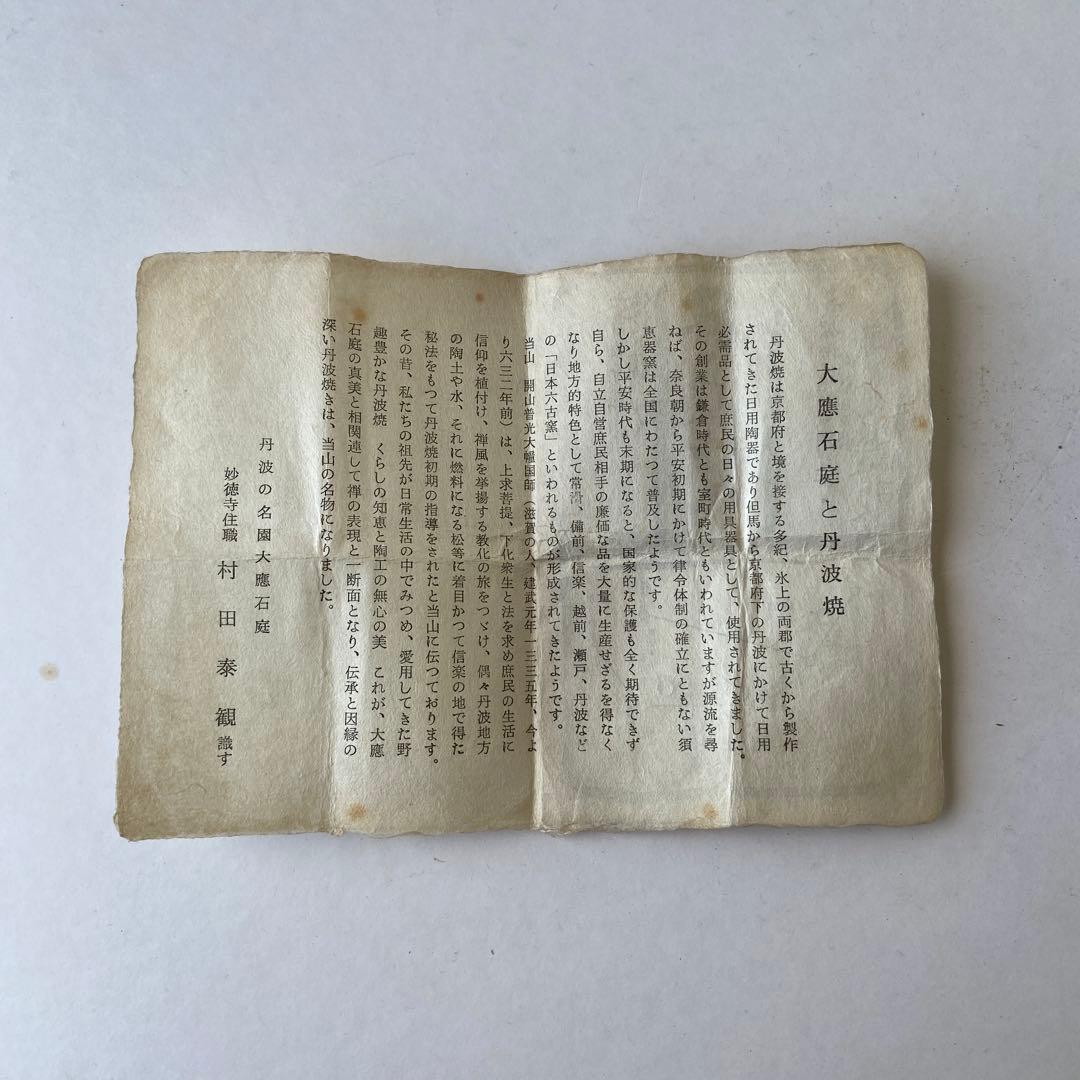 大應石庭と丹波焼
丹波焼は京都府と境を接する多紀、氷上の両郡で古くから製作
されてきた日用陶器であり但馬から京都府下の丹波にかけて日用
必需品として庶民の日々の用具器具として、使用されてきました。
その創業は鎌倉時代とも室町時代ともいわれていますが源流を尋
ねば、奈良朝から平安初期にかけて律令体制の確立にともない須
恵器窯は全国にわたつて普及したようです。
しかし平安時代も末期になると、国家的な保護も全く期待できず
自ら、自立自営庶民相手の廉価な品を大量に生産せざるを得なく
なり地方的特色として常滑、備前、信楽、越前、瀬戸、丹波など
の「日本六古窯」といわれるものが形成されてきたようです。
当山 開山普光大幢国師（滋賀の人、建武元年一三三五年、今よ
り六三二年前）は、上求菩提、下化衆生と法を求め庶民の生活に
信仰を植付け、禅風を挙揚する教化の旅をつゞけ、偶々丹波地方
の陶土や水、それに燃料になる松等に着目かつて信楽の地で得た
秘法をもつて丹波焼初期の指導をされたと当山に伝つております。
その昔、私たちの祖先が日常生活の中でみつめ、愛用してきた野
趣豊かな丹波焼 くらしの知恵と陶工の無心の美 これが、大應
石庭の真美と相関連して禅の表現と一断面となり、伝承と因縁の
深い丹波焼きは、当山の名物になりました。
丹波の名園大應石庭
妙徳寺住職 村田泰観 識す